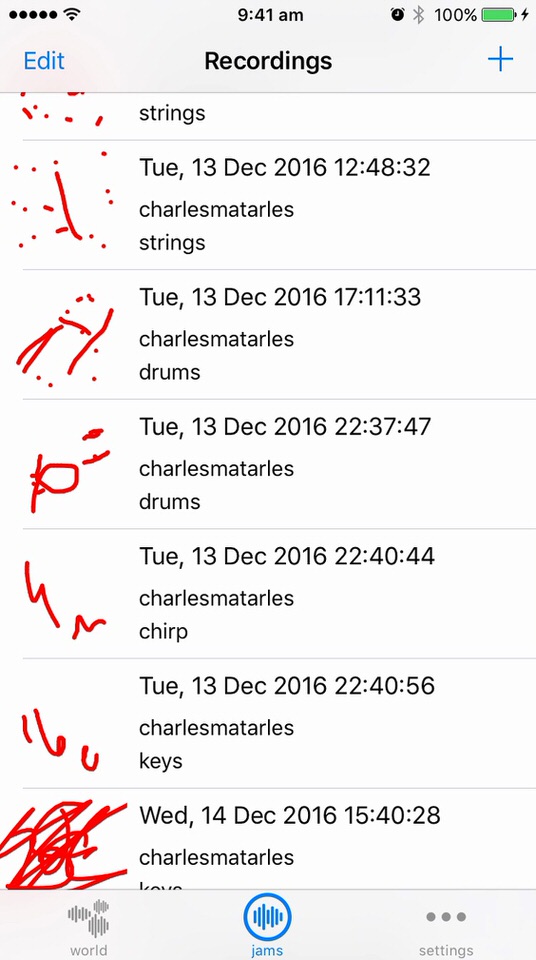 9:41 am
100%
Edit
Recordings
strings
Tue, 13 Dec 2016 12:48:32
charlesmatarles
strings
Tue, 13 Dec 2016 17:11:33
charlesmatarles
drums
Tue, 13 Dec 2016 22:37:47
charlesmatarles
drums
Tue, 13 Dec 2016 22:40:44
charlesmatarles
chirp
Tue, 13 Dec 2016 22:40:56
charlesmatarles
keys
Wed, 14 Dec 2016 15:40:28
charlesmatarles
keys
world
jams
settings